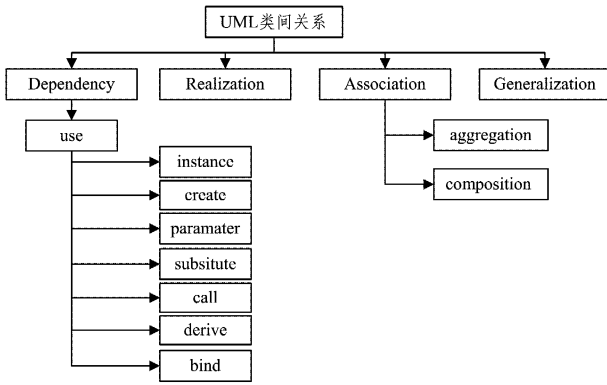 UML类间关系
Dependency
Realization
Association
Generalization
use
aggregation
instance
composition
create
paramater
subsitute
call
derive
bind